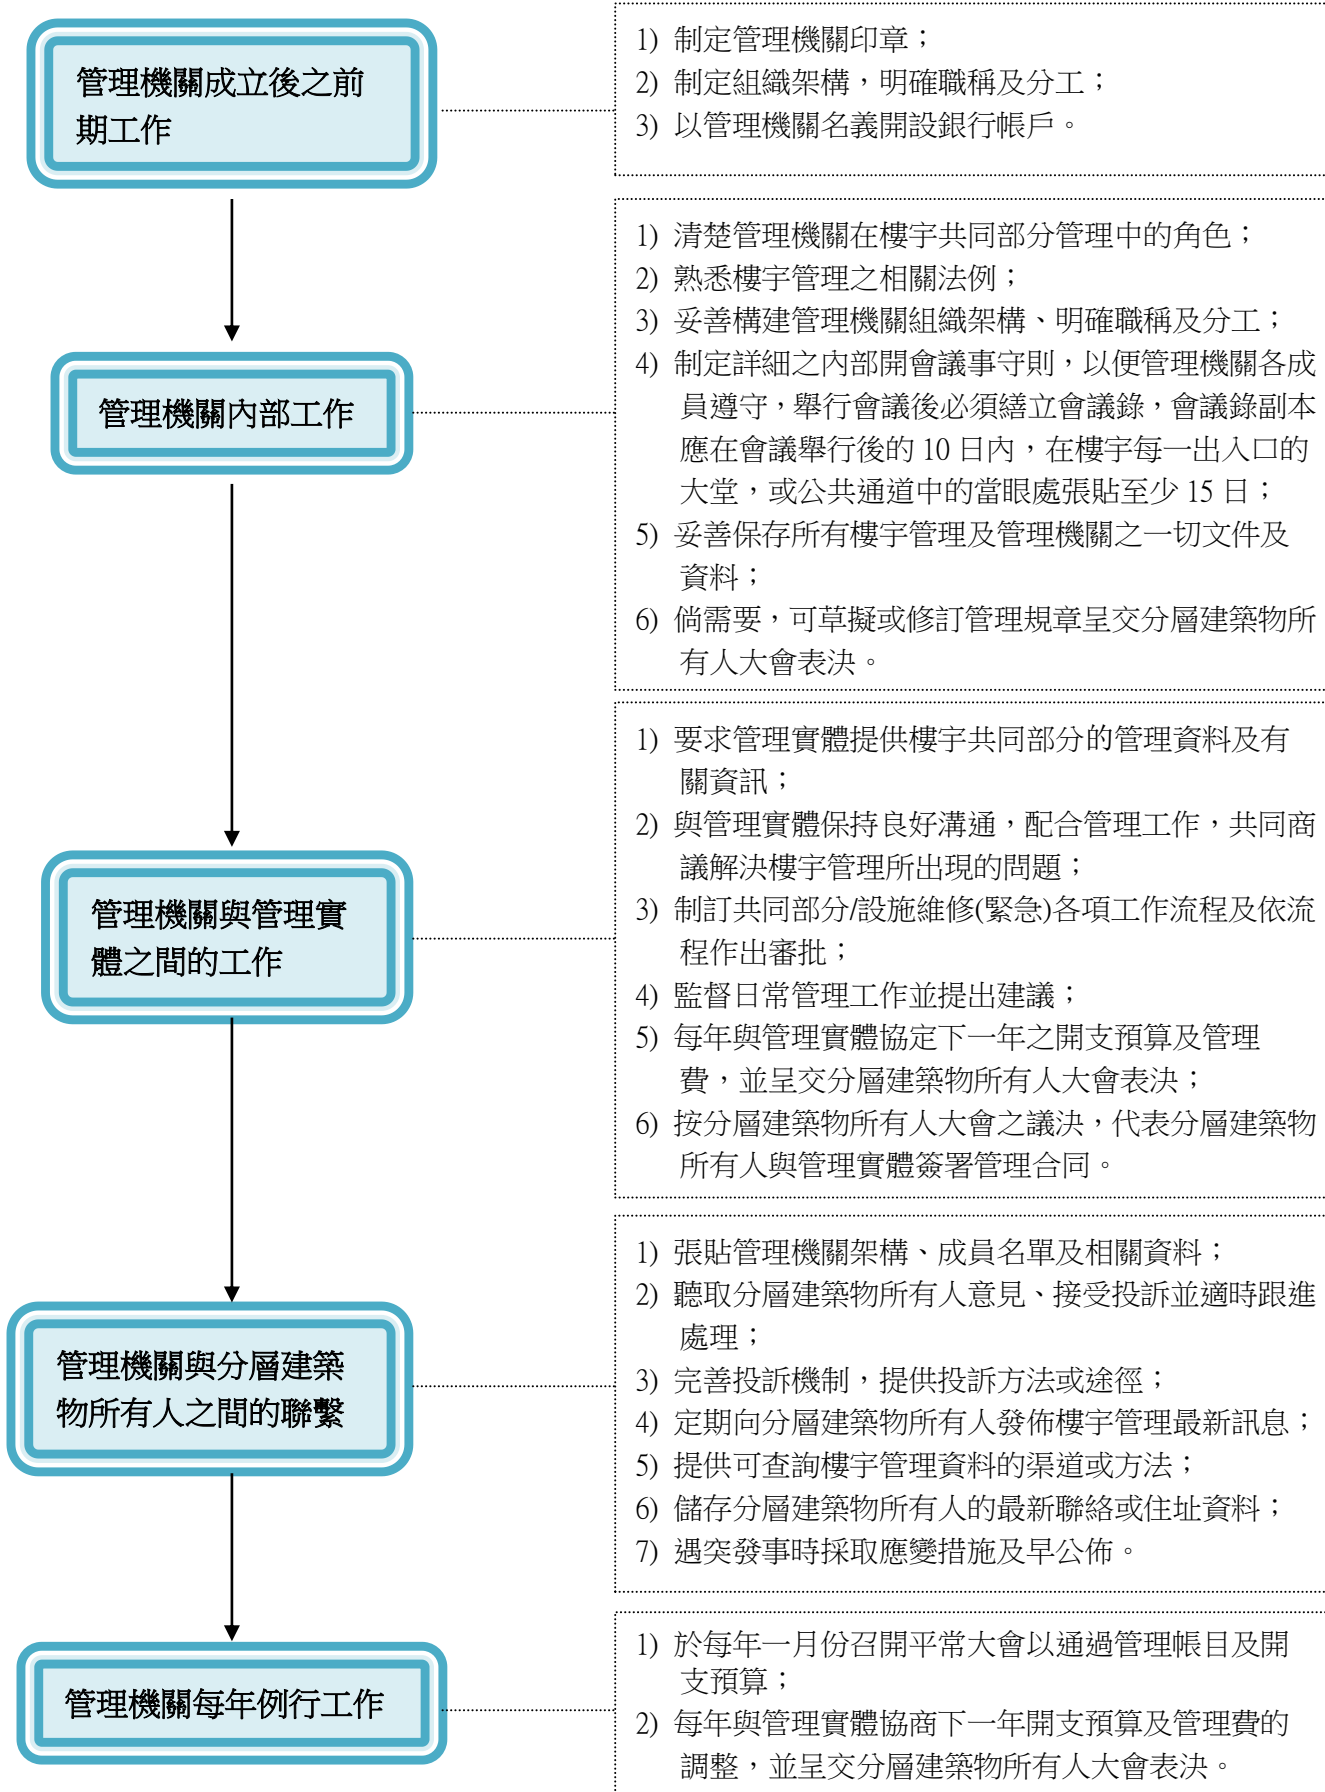 管理機關成立後之前
期工作
1) 制定管理機關印章；
2) 制定組織架構，明確職稱及分工；
3) 以管理機關名義開設銀行帳戶。
管理機關內部工作
1) 清楚管理機關在樓宇共同部分管理中的角色；
2) 熟悉樓宇管理之相關法例；
3) 妥善構建管理機關組織架構、明確職稱及分工；
4) 制定詳細之內部開會議事守則，以便管理機關各成
員遵守，舉行會議後必須繕立會議錄，會議錄副本
應在會議舉行後的 10 日內，在樓宇每一出入口的
大堂，或公共通道中的當眼處張貼至少 15 日；
5) 妥善保存所有樓宇管理及管理機關之一切文件及
資料；
6) 倘需要，可草擬或修訂管理規章呈交分層建築物所
有人大會表決。
管理機關與管理實
體之間的工作
1) 要求管理實體提供樓宇共同部分的管理資料及有
關資訊；
2) 與管理實體保持良好溝通，配合管理工作，共同商
議解決樓宇管理所出現的問題；
3) 制訂共同部分/設施維修(緊急)各項工作流程及依流
程作出審批；
4) 監督日常管理工作並提出建議；
5) 每年與管理實體協定下一年之開支預算及管理
費，並呈交分層建築物所有人大會表決；
6) 按分層建築物所有人大會之議決，代表分層建築物
所有人與管理實體簽署管理合同。
管理機關與分層建築
物所有人之間的聯繫
1) 張貼管理機關架構、成員名單及相關資料；
2) 聽取分層建築物所有人意見、接受投訴並適時跟進
處理；
3) 完善投訴機制，提供投訴方法或途徑；
4) 定期向分層建築物所有人發佈樓宇管理最新訊息；
5) 提供可查詢樓宇管理資料的渠道或方法；
6) 儲存分層建築物所有人的最新聯絡或住址資料；
7) 遇突發事時採取應變措施及早公佈。
管理機關每年例行工作
1) 於每年一月份召開平常大會以通過管理帳目及開
支預算；
2) 每年與管理實體協商下一年開支預算及管理費的
調整，並呈交分層建築物所有人大會表決。